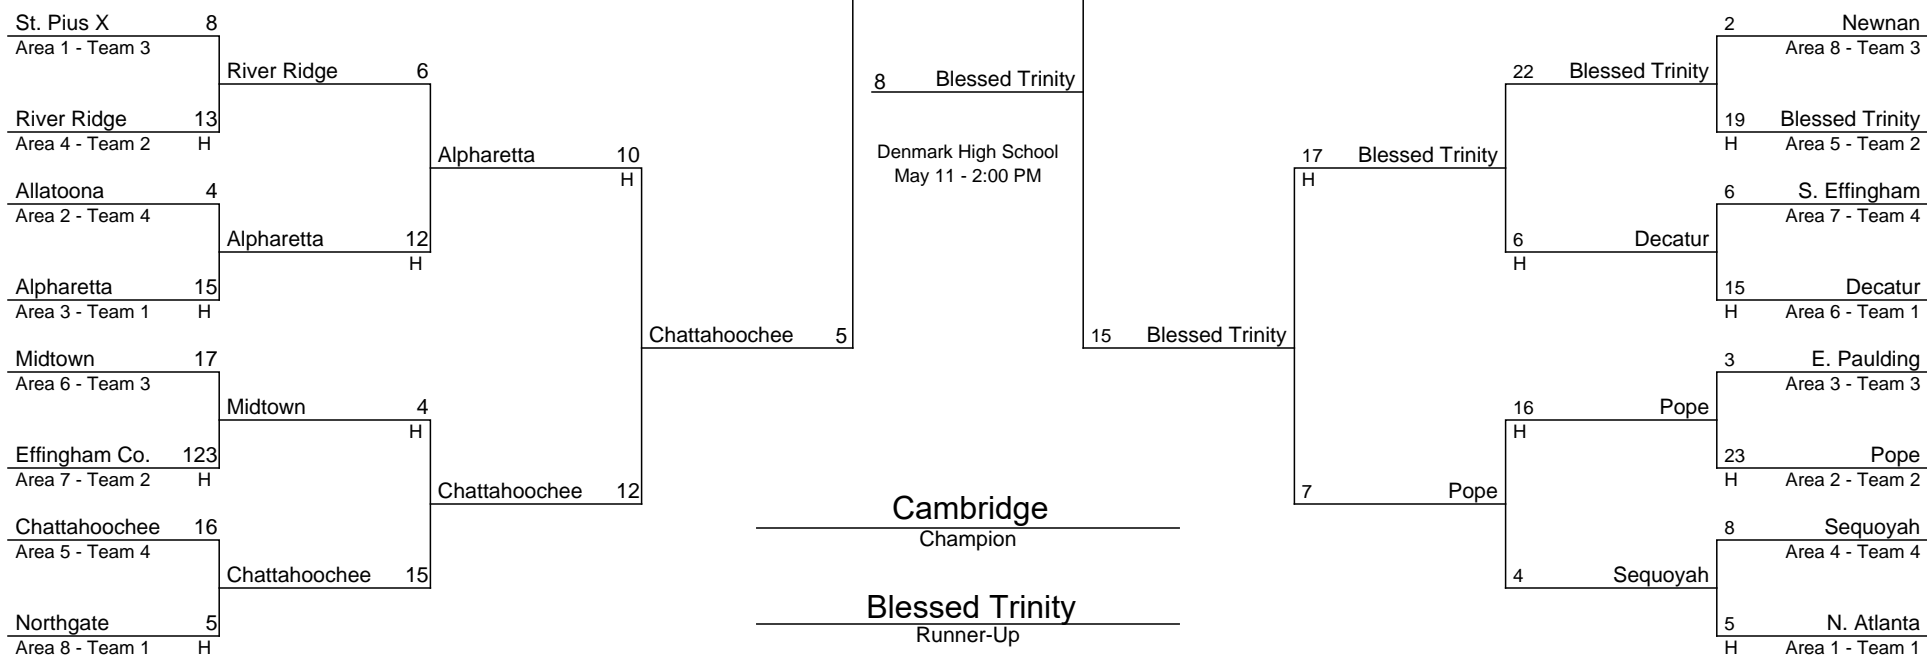 St. Pius X 8
Area 1 - Team 3
River Ridge 6
River Ridge 13
Area 4 - Team 2 H
Alpharetta 10
H
Allatoona 4
Area 2 - Team 4
Alpharetta 12
H
Alpharetta 15
Area 3 - Team 1 H
Chattahoochee 5
Midtown 17
Area 6 - Team 3
Midtown 4
H
Effingham Co. 123
Area 7 - Team 2 H
Chattahoochee 12
Chattahoochee 16
Area 5 - Team 4
Chattahoochee 15
Northgate 5
Area 8 - Team 1 H
8 Blessed Trinity
Denmark High School
May 11 - 2:00 PM
Cambridge
Champion
Blessed Trinity
Runner-Up
2 Newnan
Area 8 - Team 3
22 Blessed Trinity
19 Blessed Trinity
H Area 5 - Team 2
17 Blessed Trinity
H
6 S. Effingham
Area 7 - Team 4
6 Decatur
H
15 Decatur
H Area 6 - Team 1
15 Blessed Trinity
3 E. Paulding
Area 3 - Team 3
16 Pope
H
23 Pope
H Area 2 - Team 2
7 Pope
8 Sequoyah
Area 4 - Team 4
4 Sequoyah
5 N. Atlanta
H Area 1 - Team 1